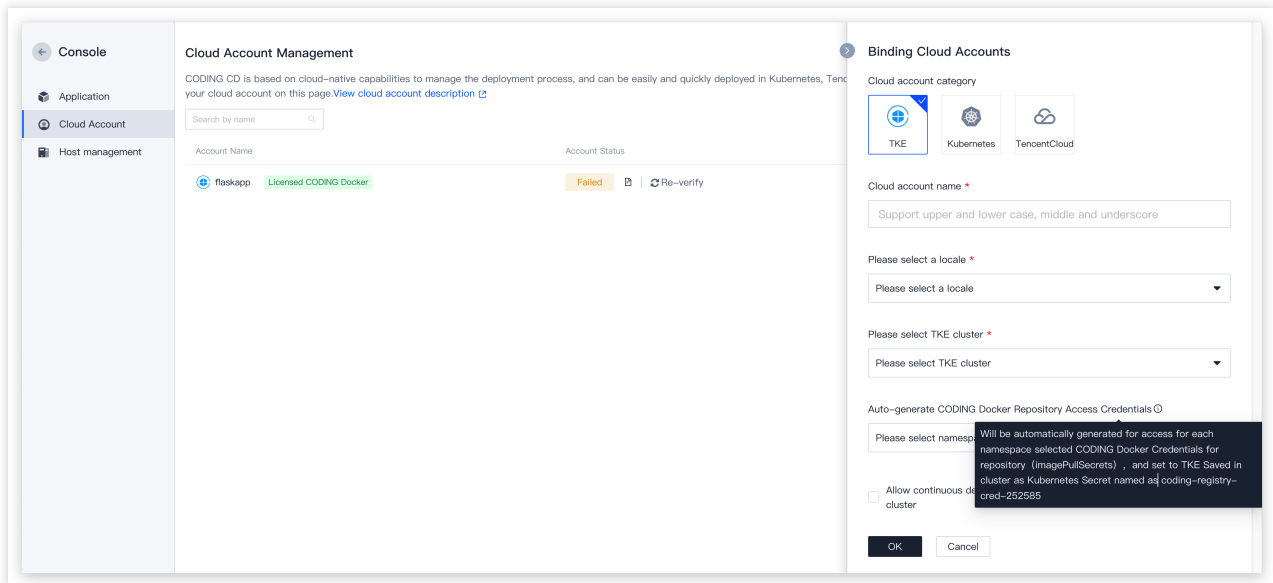 Console
Application
Cloud Account
Host management
Cloud Account Management
CODING CD is based on cloud-native capabilities to manage the deployment process, and can be easily and quickly deployed in Kubernetes,
your cloud account on this page.View cloud account description
Search by name
Account Name Account Status
flaskapp Licensed CODING Docker Failed Re-verify
Binding Cloud Accounts
Cloud account category
TKE Kubernetes TencentCloud
Cloud account name *
Support upper and lower case, middle and underscore
Please select a locale *
Please select a locale
Please select TKE cluster *
Please select TKE cluster
Auto-generate CODING Docker Repository Access Credentials
Please select
Will be automatically generated for access for each
namespace selected CODING Docker Credentials for
repository（imagePullSecrets），and set to TKE Saved in
cluster as Kubernetes Secret named as coding-registry-
cred-252585
Allow continuous
cluster
OK Cancel